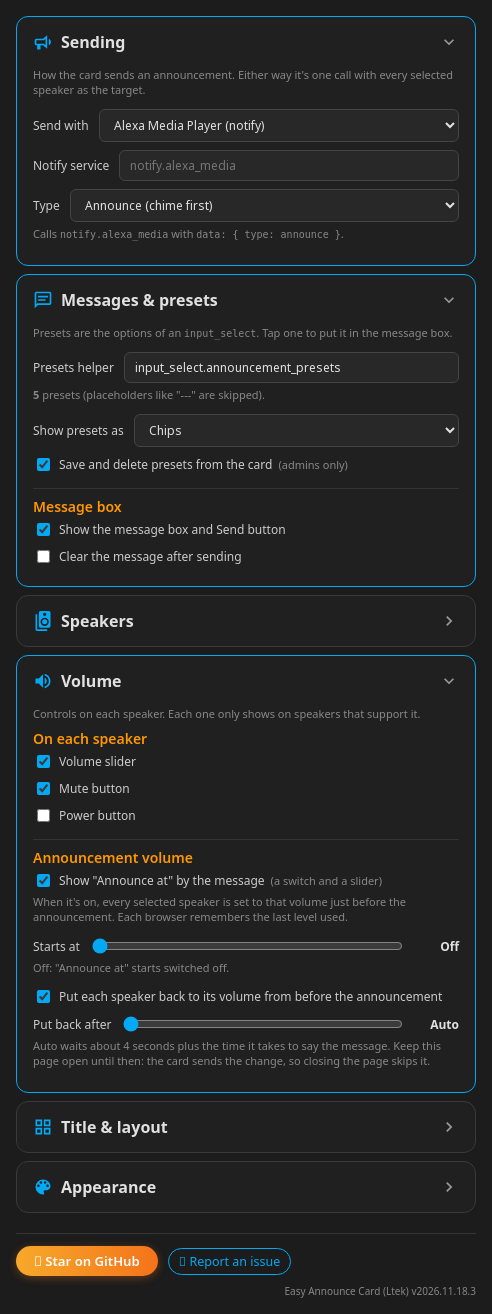 Sending
How the card sends an announcement. Either way it's one call with every selected
speaker as the target.
Send with Alexa Media Player (notify)
Notify service notify.alexa_media
Type Announce (chime first)
Calls notify.alexa_media with data: { type: announce }.
Messages & presets
Presets are the options of an input_select. Tap one to put it in the message box.
Presets helper input_select.announcement_presets
5 presets (placeholders like "---" are skipped).
Show presets as Chips
Save and delete presets from the card (admins only)
Message box
Show the message box and Send button
Clear the message after sending
Speakers
Volume
Controls on each speaker. Each one only shows on speakers that support it.
On each speaker
Volume slider
Mute button
Power button
Announcement volume
Show "Announce at" by the message (a switch and a slider)
When it's on, every selected speaker is set to that volume just before the
announcement. Each browser remembers the last level used.
Starts at Off
Off: "Announce at" starts switched off.
Put each speaker back to its volume from before the announcement
Put back after Auto
Auto waits about 4 seconds plus the time it takes to say the message. Keep this
page open until then: the card sends the change, so closing the page skips it.
Title & layout
Appearance
Star on GitHub Report an issue
Easy Announce Card (Ltek) v2026.11.18.3